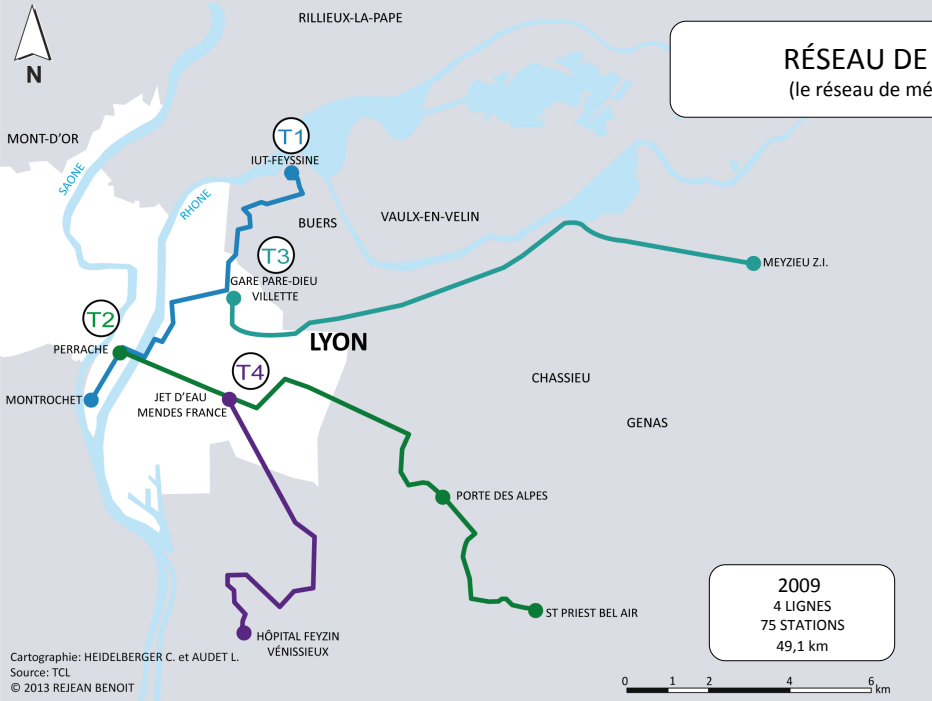 RILLIEUX-LA-PAPE
RÉSEAU DE
(le réseau de mé
N
MONT-D'OR
T1
IUT-FEYSSINE
SAONE
RHONE
BUERS
VAULX-EN-VELIN
T3
GARE PARE-DIEU
VILLETTE
MEYZIEU Z.I.
T2
PERRACHE
LYON
T4
CHASSIEU
MONTROCHET
JET D'EAU
MENDES FRANCE
GENAS
PORTE DES ALPES
2009
4 LIGNES
75 STATIONS
49,1 km
ST PRIEST BEL AIR
HÔPITAL FEYZIN
VÉNISSIEUX
Cartographie: HEIDELBERGER C. et AUDET L.
Source: TCL
© 2013 REJEAN BENOIT
0 1 2 4 6 km